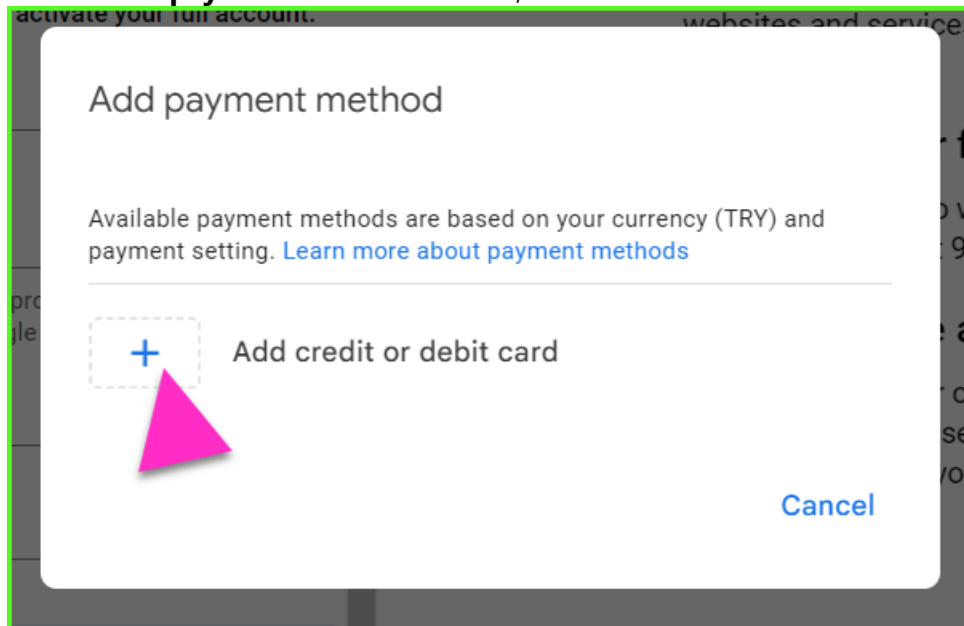 activate your full account.
websites and service
Add payment method
Available payment methods are based on your currency (TRY) and
payment setting. Learn more about payment methods
Add credit or debit card
Cancel